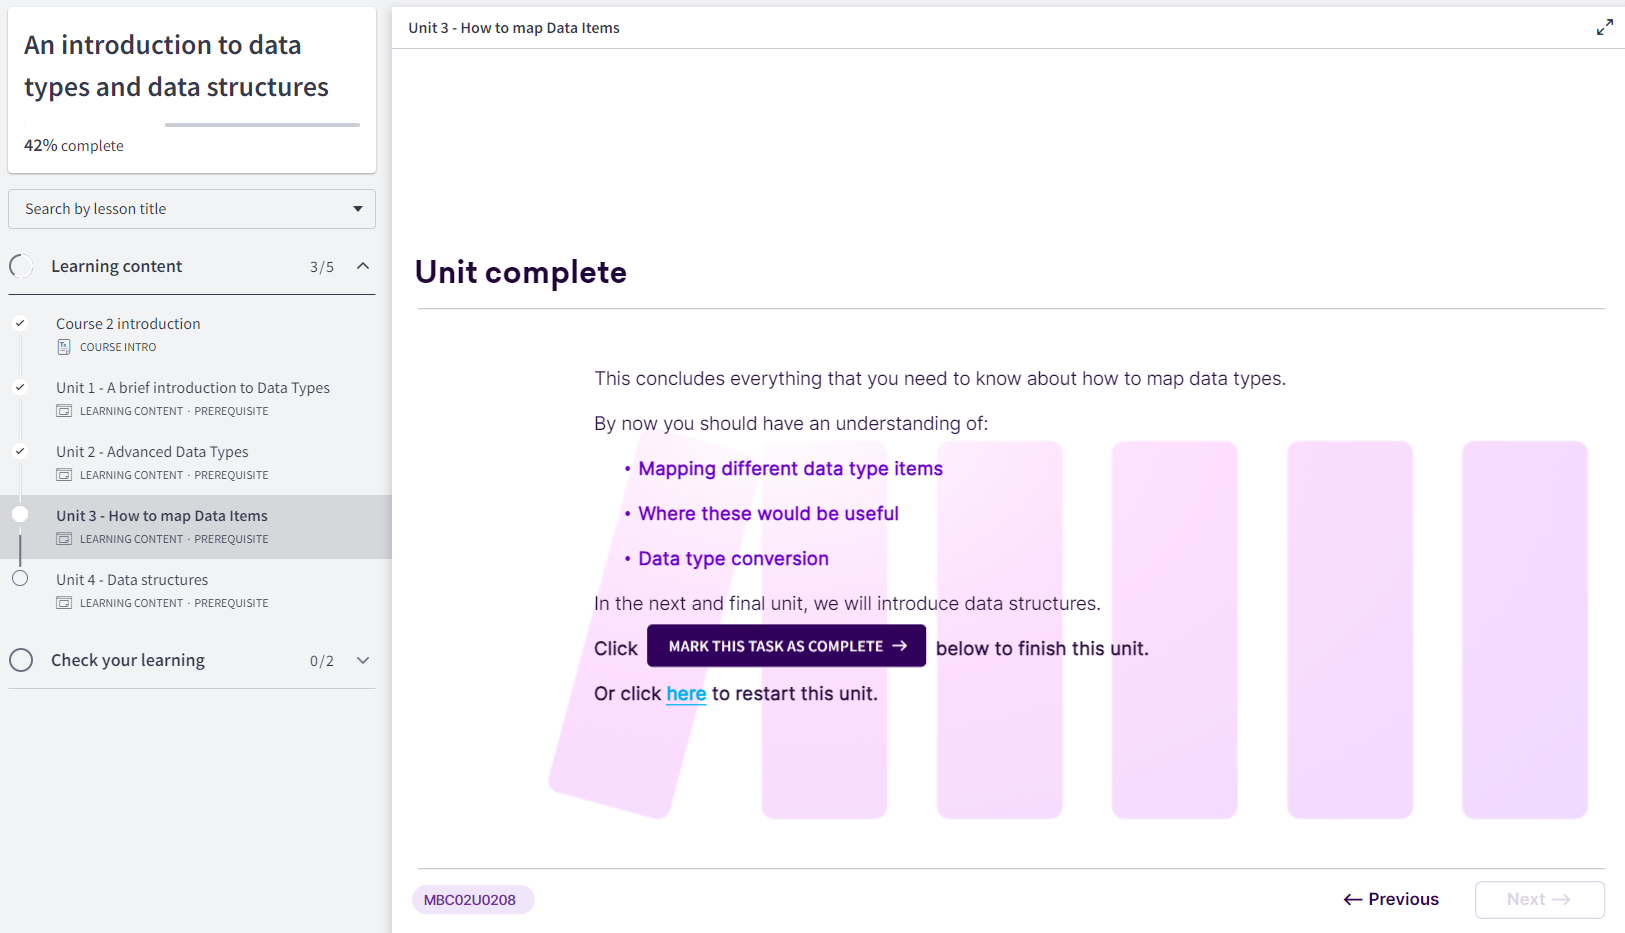 An introduction to data
types and data structures
42% complete
Search by lesson title
Learning content 3/5
Course 2 introduction
COURSE INTRO
Unit 1 - A brief introduction to Data Types
LEARNING CONTENT · PREREQUISITE
Unit 2 - Advanced Data Types
LEARNING CONTENT · PREREQUISITE
Unit 3 - How to map Data Items
LEARNING CONTENT · PREREQUISITE
Unit 4 - Data structures
LEARNING CONTENT · PREREQUISITE
Check your learning 0/2
Unit 3 - How to map Data Items
Unit complete
This concludes everything that you need to know about how to map data types.
By now you should have an understanding of:
• Mapping different data type items
• Where these would be useful
• Data type conversion
In the next and final unit, we will introduce data structures.
Click MARK THIS TASK AS COMPLETE → below to finish this unit.
Or click here to restart this unit.
MBC02U0208
← Previous
Next →